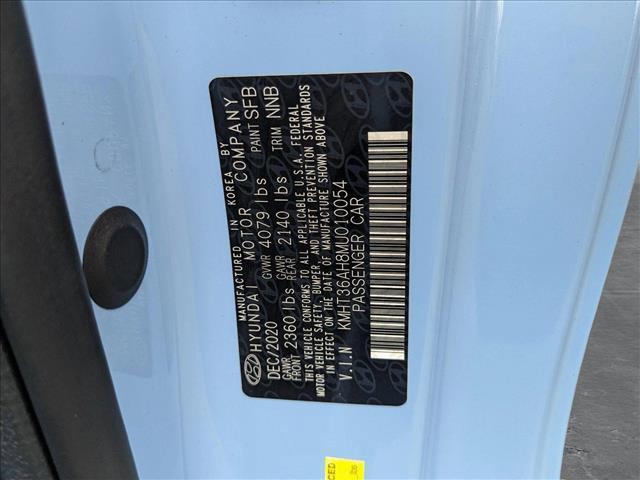 MANUFACTURED IN KOREA BY
HYUNDAI MOTOR COMPANY
DEC/2020 GVWR 4079 lbs PAINT SFB
GAWR FRONT 2360 lbs GAWR REAR 2140 lbs TRIM NNB
THIS VEHICLE CONFORMS TO ALL APPLICABLE U.S.A. FEDERAL
MOTOR VEHICLE SAFETY, BUMPER, AND THEFT PREVENTION STANDARDS
IN EFFECT ON THE DATE OF MANUFACTURE SHOWN ABOVE
V.I.N KMHT36AH8MU010054
PASSENGER CAR